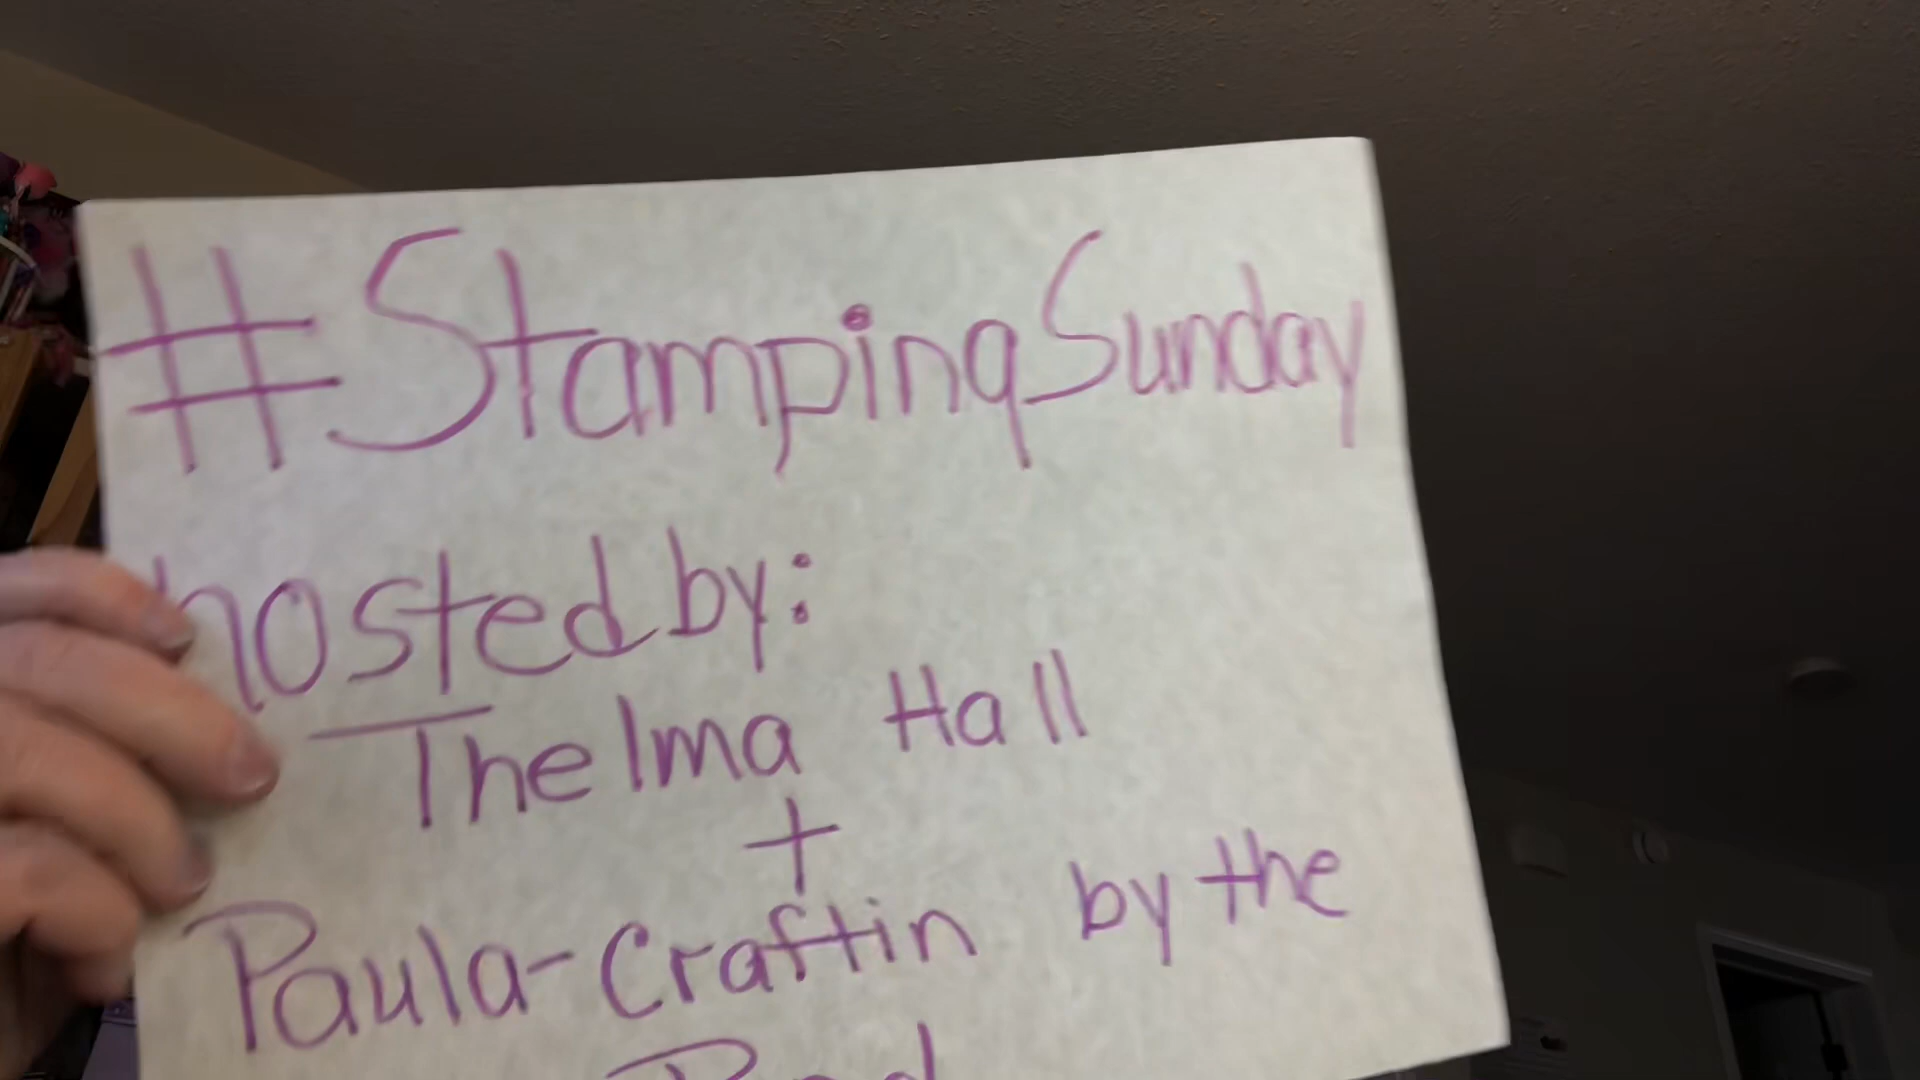 #StampingSunday
hosted by:
Thelma Hall
+
Paula-Craftin by the